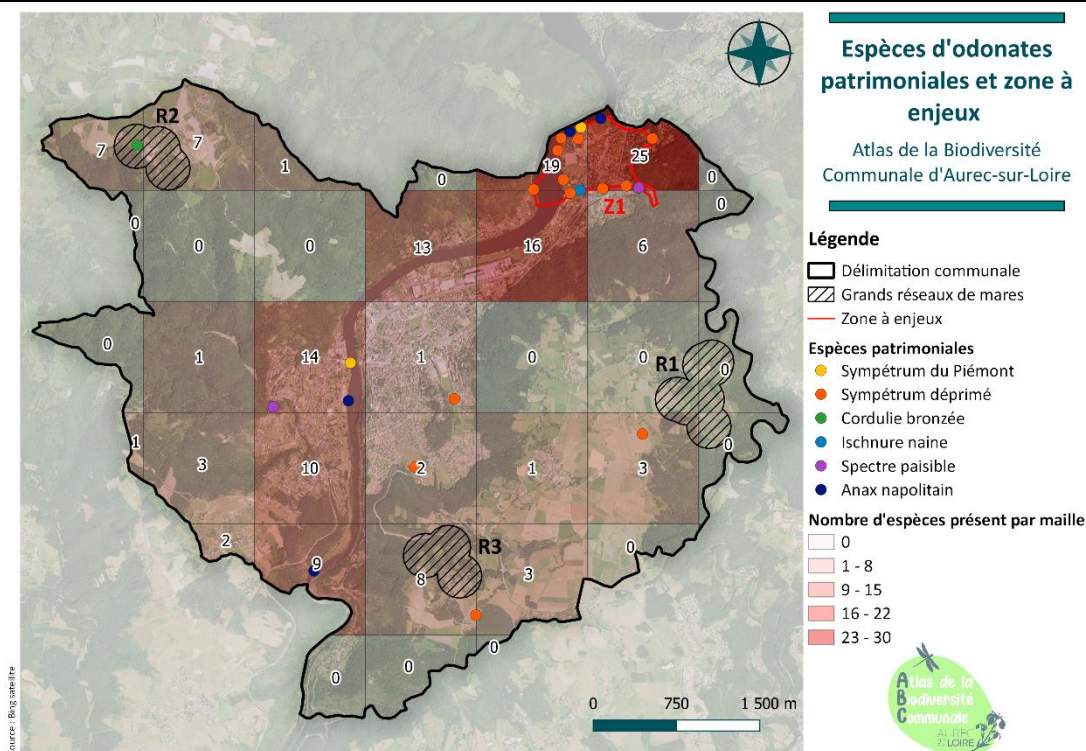 Espèces d'odonates
patrimoniales et zone à
enjeux
Atlas de la Biodiversité
Communale d'Aurec-sur-Loire
Légende
Délimitation communale
Grands réseaux de mares
Zone à enjeux
Espèces patrimoniales
Sympétrum du Piémont
Sympétrum déprimé
Cordulie bronzée
Ischnure naine
Spectre paisible
Anax napolitain
Nombre d'espèces présent par maille
0
1 - 8
9 - 15
16 - 22
23 - 30
Atlas de la
Biodiversité
Communale
AUREC
LOIRE
R2
7 7 1 0 19 25 0
Z1
0 0 0 13 16 6 0
0 1 14 1 0 0 0
R1
1 3 10 2 1 3 0
R3
2 9 8 3 0
0 0 0
0 750 1 500 m
ource : Bing satellite